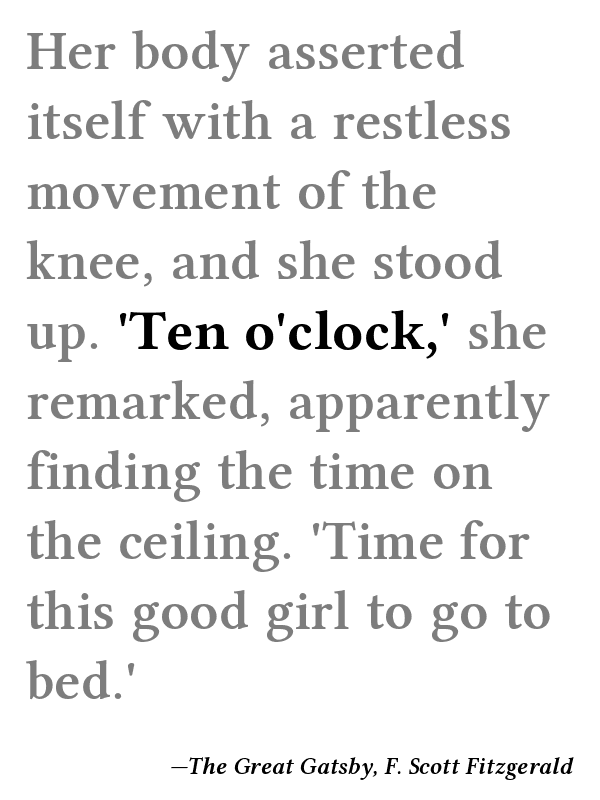 Her body asserted
itself with a restless
movement of the
knee, and she stood
up. 'Ten o'clock,' she
remarked, apparently
finding the time on
the ceiling. 'Time for
this good girl to go to
bed.'
—The Great Gatsby, F. Scott Fitzgerald